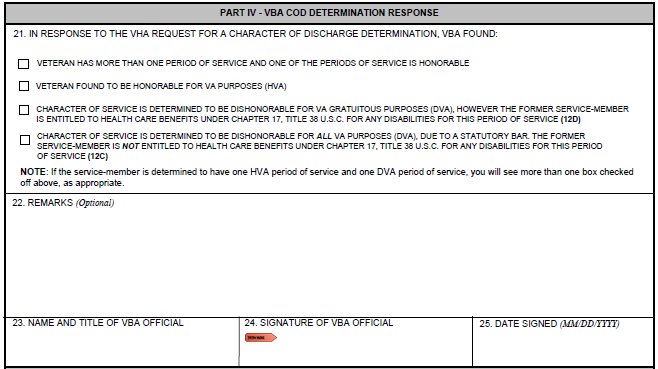 PART IV - VBA COD DETERMINATION RESPONSE
21. IN RESPONSE TO THE VHA REQUEST FOR A CHARACTER OF DISCHARGE DETERMINATION, VBA FOUND:
VETERAN HAS MORE THAN ONE PERIOD OF SERVICE AND ONE OF THE PERIODS OF SERVICE IS HONORABLE
VETERAN FOUND TO BE HONORABLE FOR VA PURPOSES (HVA)
CHARACTER OF SERVICE IS DETERMINED TO BE DISHONORABLE FOR VA GRATUITOUS PURPOSES (DVA), HOWEVER THE FORMER SERVICE-MEMBER
IS ENTITLED TO HEALTH CARE BENEFITS UNDER CHAPTER 17, TITLE 38 U.S.C. FOR ANY DISABILITIES FOR THIS PERIOD OF SERVICE (12D)
CHARACTER OF SERVICE IS DETERMINED TO BE DISHONORABLE FOR ALL VA PURPOSES (DVA), DUE TO A STATUTORY BAR. THE FORMER
SERVICE-MEMBER IS NOT ENTITLED TO HEALTH CARE BENEFITS UNDER CHAPTER 17, TITLE 38 U.S.C. FOR ANY DISABILITIES FOR THIS PERIOD
OF SERVICE (12C)
NOTE: If the service-member is determined to have one HVA period of service and one DVA period of service, you will see more than one box checked
off above, as appropriate.
22. REMARKS (Optional)
23. NAME AND TITLE OF VBA OFFICIAL
24. SIGNATURE OF VBA OFFICIAL
25. DATE SIGNED (MM/DD/YYYY)